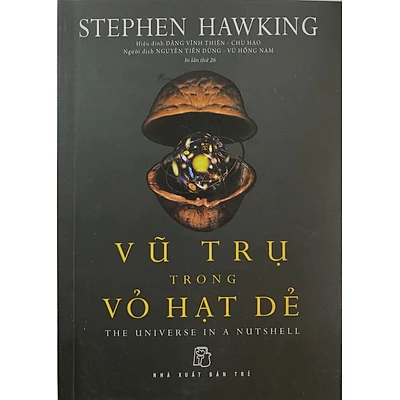 STEPHEN HAWKING
Hiệu đính ĐẶNG VĨNH THIÊN - CHU HẢO
Người dịch NGUYỄN TIẾN DŨNG - VŨ HỒNG NAM
In lần thứ 26
VŨ TRỤ
TRONG
VỎ HẠT DẺ
THE UNIVERSE IN A NUTSHELL
NHÀ XUẤT BẢN TRẺ